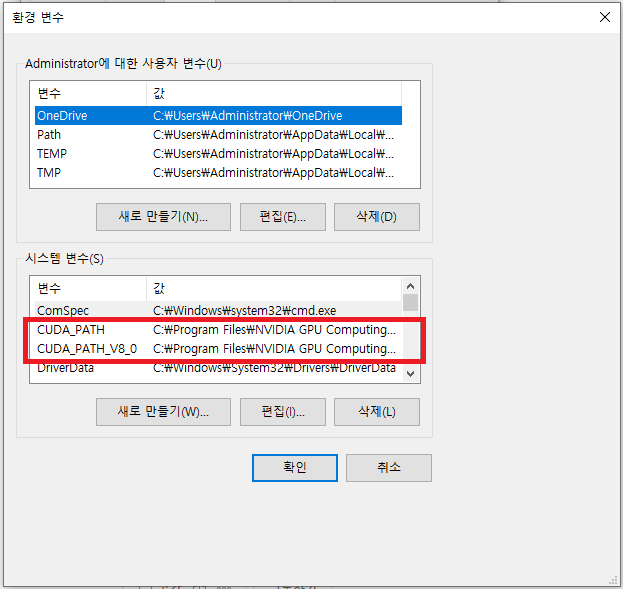 환경 변수
Administrator에 대한 사용자 변수(U)
변수 값
OneDrive C:₩Users₩Administrator₩OneDrive
Path C:₩Users₩Administrator₩AppData₩Local₩...
TEMP C:₩Users₩Administrator₩AppData₩Local₩...
TMP C:₩Users₩Administrator₩AppData₩Local₩...
새로 만들기(N)... 편집(E)... 삭제(D)
시스템 변수(S)
변수 값
ComSpec C:₩Windows₩system32₩cmd.exe
CUDA_PATH C:₩Program Files₩NVIDIA GPU Computing...
CUDA_PATH_V8_0 C:₩Program Files₩NVIDIA GPU Computing...
DriverData C:₩Windows₩System32₩Drivers₩DriverData
새로 만들기(W)... 편집(I)... 삭제(L)
확인 취소